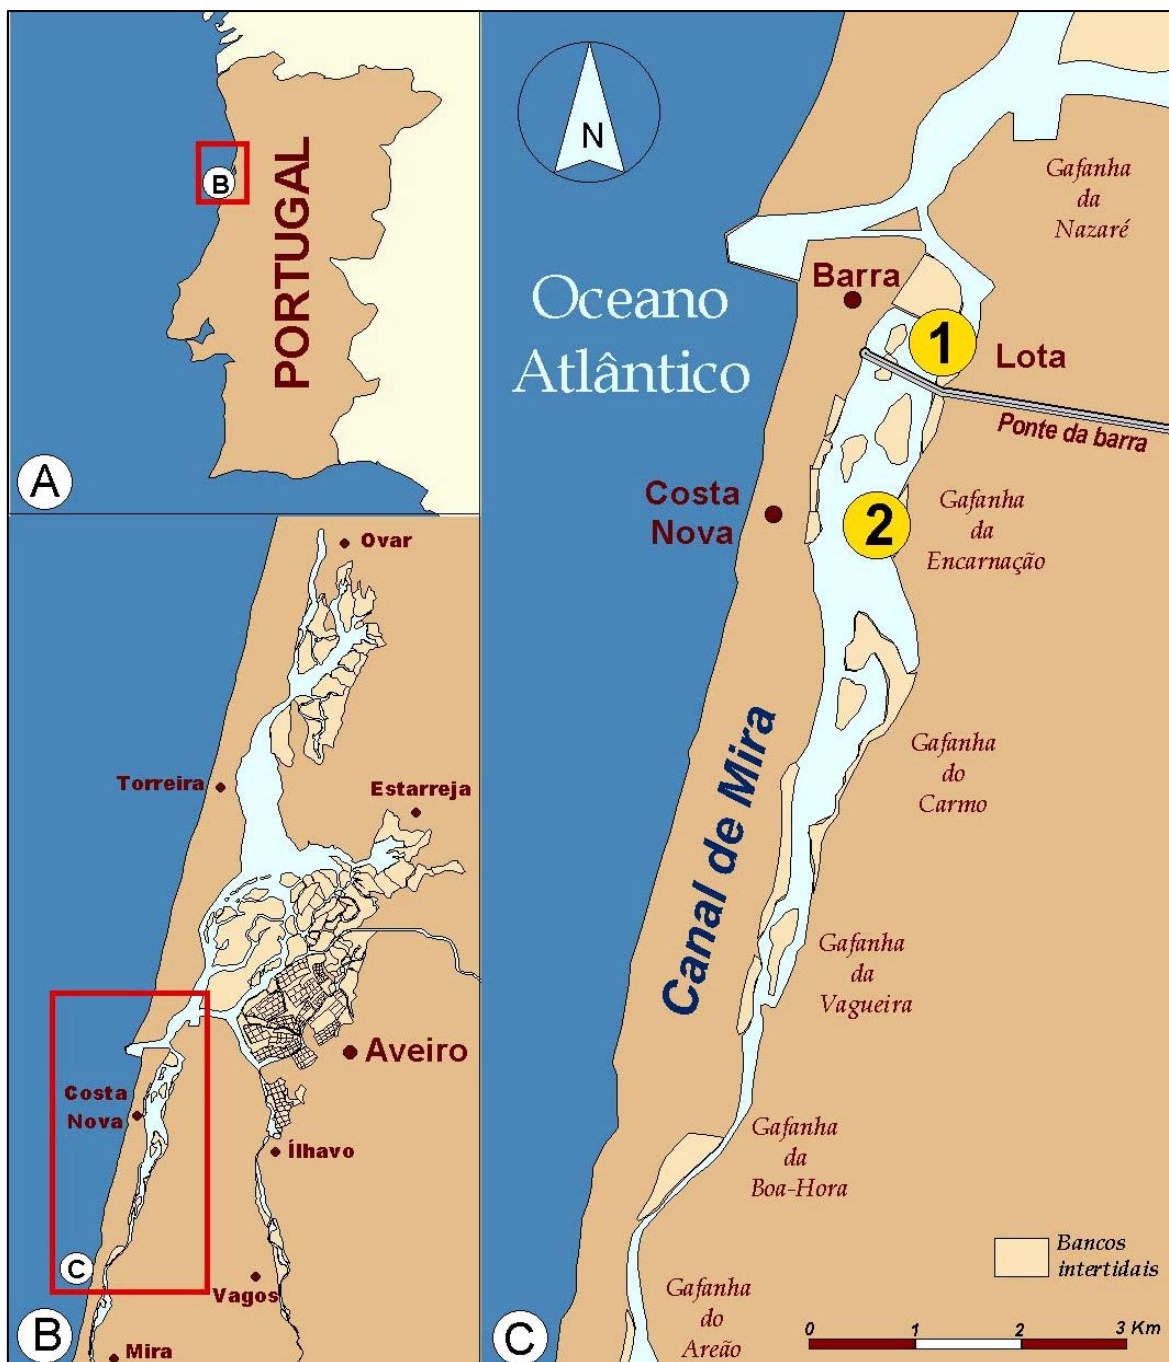 PORTUGAL
B
A
Ovar
Torreira
Estarreja
Aveiro
Costa
Nova
Ílhavo
C
Vagos
Mira
B
N
Gafanha
da
Nazaré
Oceano
Atlântico
Barra
1
Lota
Ponte da barra
Costa
Nova
2
Gafanha
da
Encarnação
Gafanha
do
Carmo
Canal de Mira
Gafanha
da
Vagueira
Gafanha
da
Boa-Hora
Bancos
intertidais
Gafanha
do
Areão
0 1 2 3 Km
C